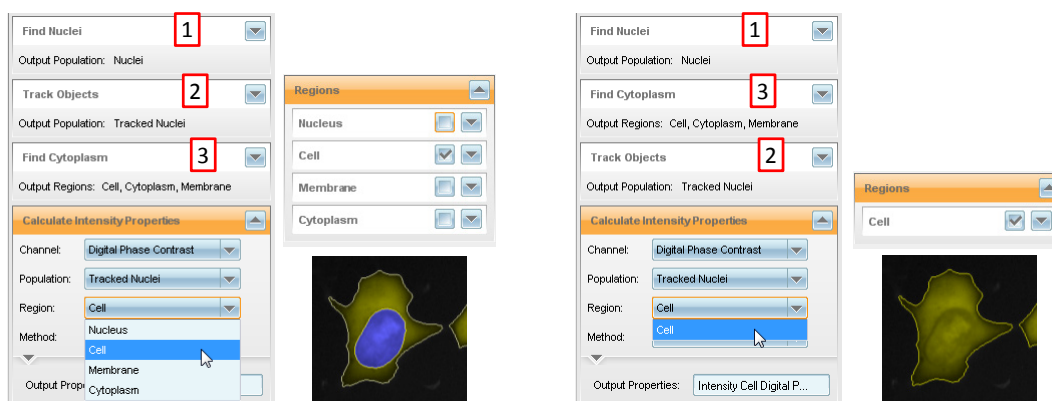 Find Nuclei 1
Output Population: Nuclei
Track Objects 2
Output Population: Tracked Nuclei
Find Cytoplasm 3
Output Regions: Cell, Cytoplasm, Membrane
Calculate Intensity Properties
Channel: Digital Phase Contrast
Population: Tracked Nuclei
Region: Cell
Method:
Nucleus
Cell
Membrane
Cytoplasm
Output Prop
Regions
Nucleus
Cell
Membrane
Cytoplasm
Find Nuclei 1
Output Population: Nuclei
Find Cytoplasm 3
Output Regions: Cell, Cytoplasm, Membrane
Track Objects 2
Output Population: Tracked Nuclei
Calculate Intensity Properties
Channel: Digital Phase Contrast
Population: Tracked Nuclei
Region: Cell
Cell
Method:
Output Properties: Intensity Cell Digital P...
Regions
Cell